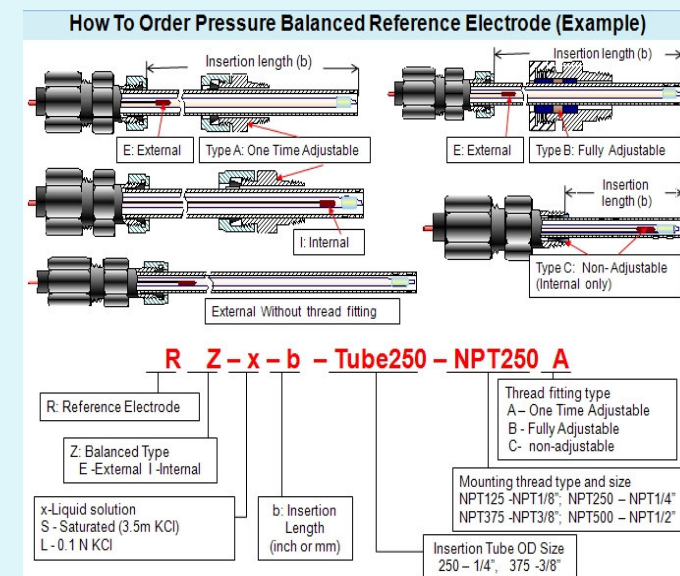 How To Order Pressure Balanced Reference Electrode (Example)
Insertion length (b)
E: External
Type A: One Time Adjustable
Insertion length (b)
E: External
Type B: Fully Adjustable
I: Internal
Insertion
length (b)
Type C: Non- Adjustable
(Internal only)
External Without thread fitting
R Z – x – b – Tube250 – NPT250 A
R: Reference Electrode
Z: Balanced Type
E -External I -Internal
x-Liquid solution
S - Saturated (3.5m KCl)
L - 0.1 N KCl
b: Insertion
Length
(inch or mm)
Thread fitting type
A – One Time Adjustable
B - Fully Adjustable
C- non-adjustable
Mounting thread type and size
NPT125 -NPT1/8"; NPT250 – NPT1/4"
NPT375 -NPT3/8"; NPT500 – NPT1/2"
Insertion Tube OD Size
250 – 1/4", 375 -3/8"